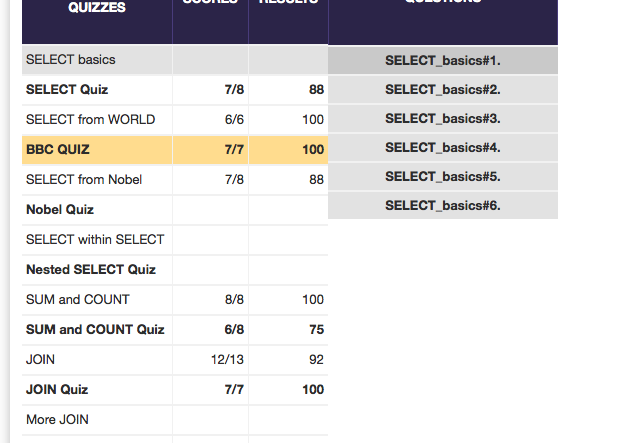 QUIZZES SCORES RESULTS QUESTIONS
SELECT basics
SELECT Quiz 7/8 88
SELECT from WORLD 6/6 100
BBC QUIZ 7/7 100
SELECT from Nobel 7/8 88
Nobel Quiz
SELECT within SELECT
Nested SELECT Quiz
SUM and COUNT 8/8 100
SUM and COUNT Quiz 6/8 75
JOIN 12/13 92
JOIN Quiz 7/7 100
More JOIN
SELECT_basics#1.
SELECT_basics#2.
SELECT_basics#3.
SELECT_basics#4.
SELECT_basics#5.
SELECT_basics#6.